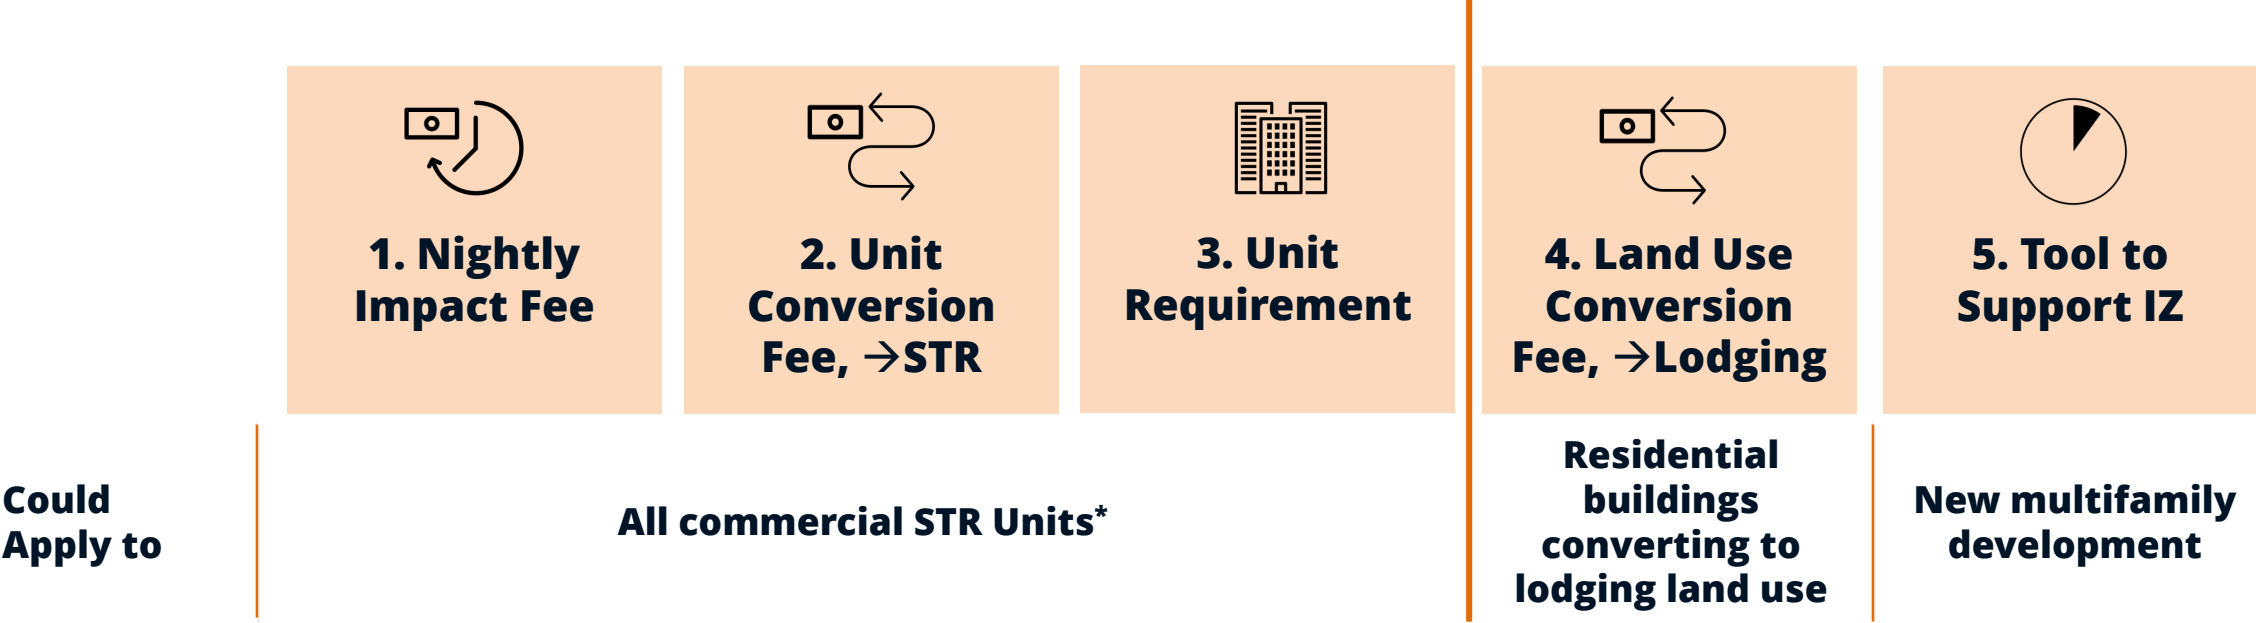 1. Nightly
Impact Fee
2. Unit
Conversion
Fee, →STR
3. Unit
Requirement
4. Land Use
Conversion
Fee, →Lodging
5. Tool to
Support IZ
Could
Apply to
All commercial STR Units*
Residential
buildings
converting to
lodging land use
New multifamily
development